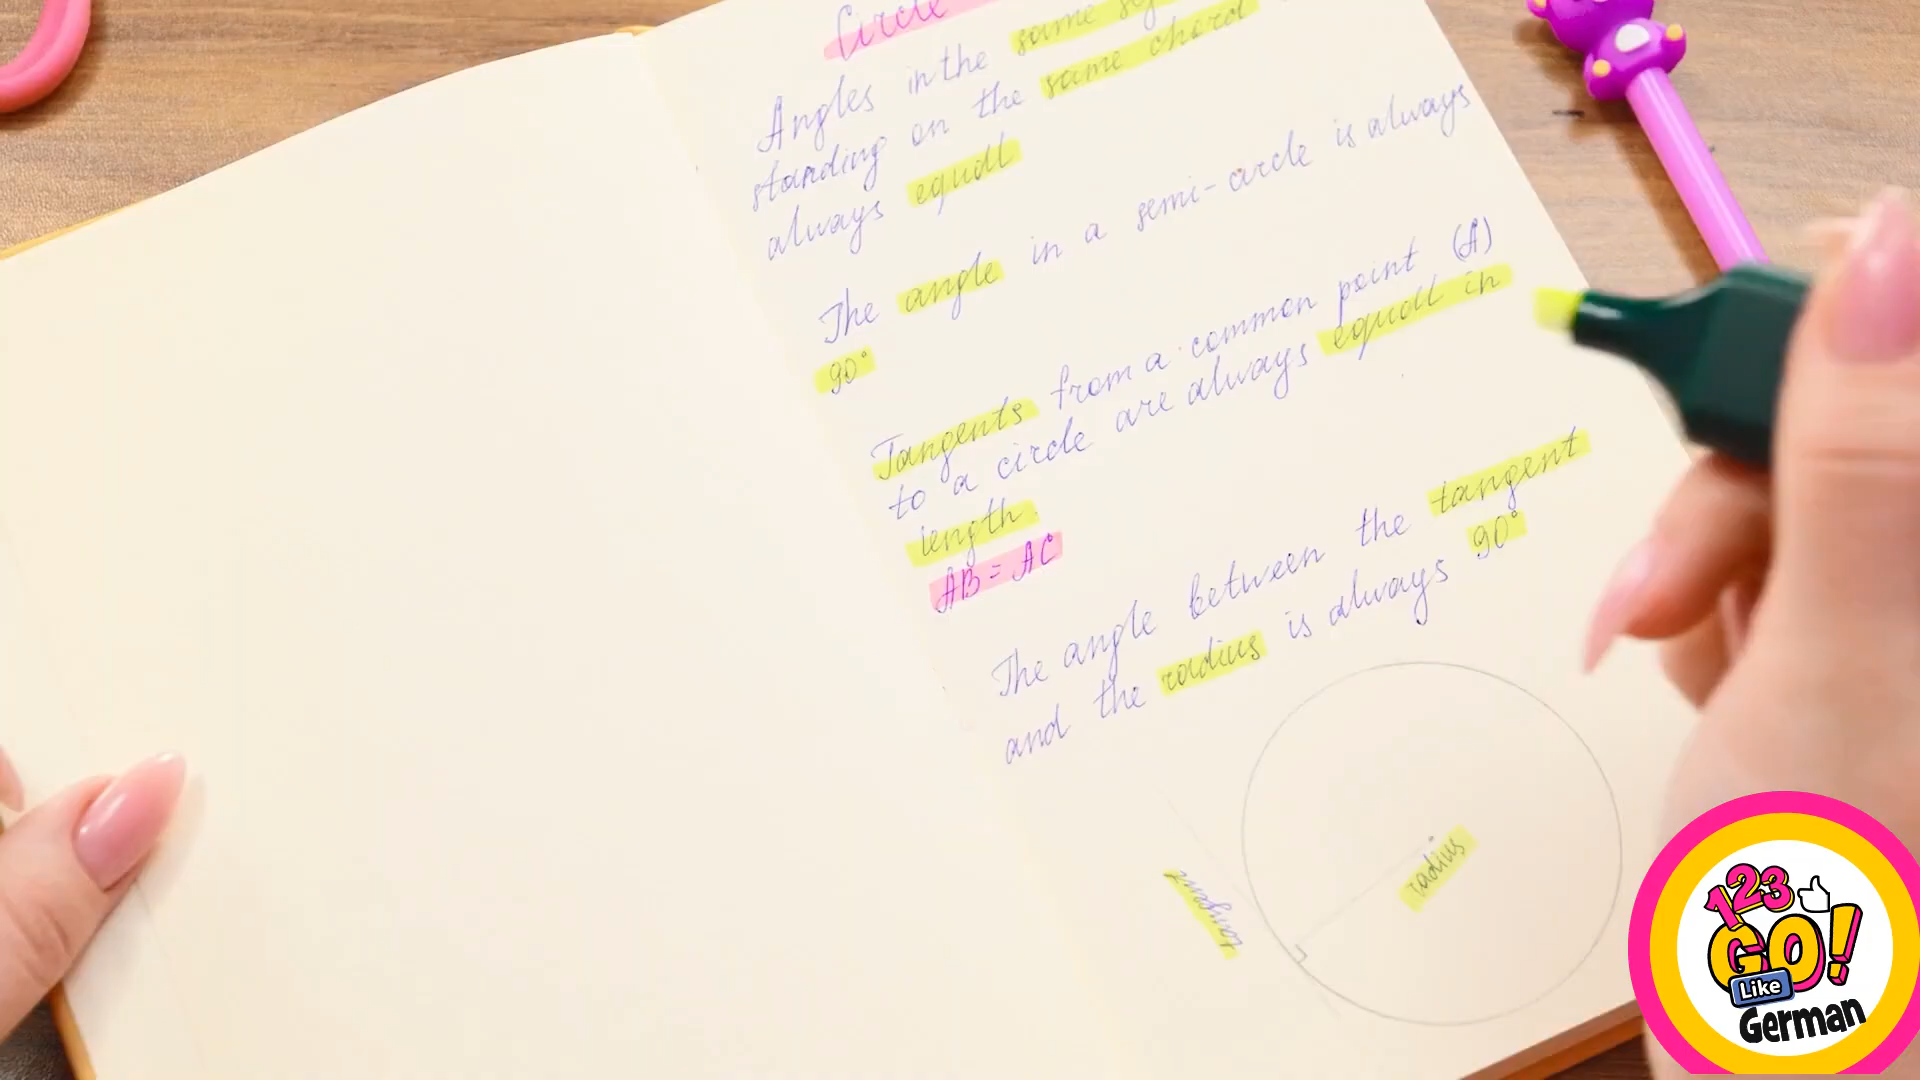 Circle
Angles in the same
standing on the same chord
always equall
The angle in a semi-circle is always
90°
Tangents from a common point (A)
to a circle are always equall in
length.
AB = AC
The angle between the tangent
and the radius is always 90°
radius
tangent
123
GO!
Like
German